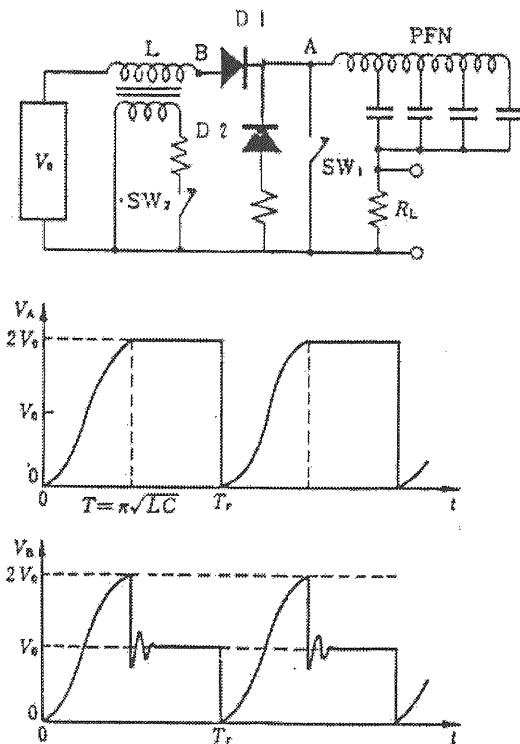 D 1
L B A PFN
D 2
V₀
SW₂
SW₁
R_L
V_A
2V₀
V₀
0
0 T=π√LC T_r t
V_B
2V₀
V₀
0
0 T_r t